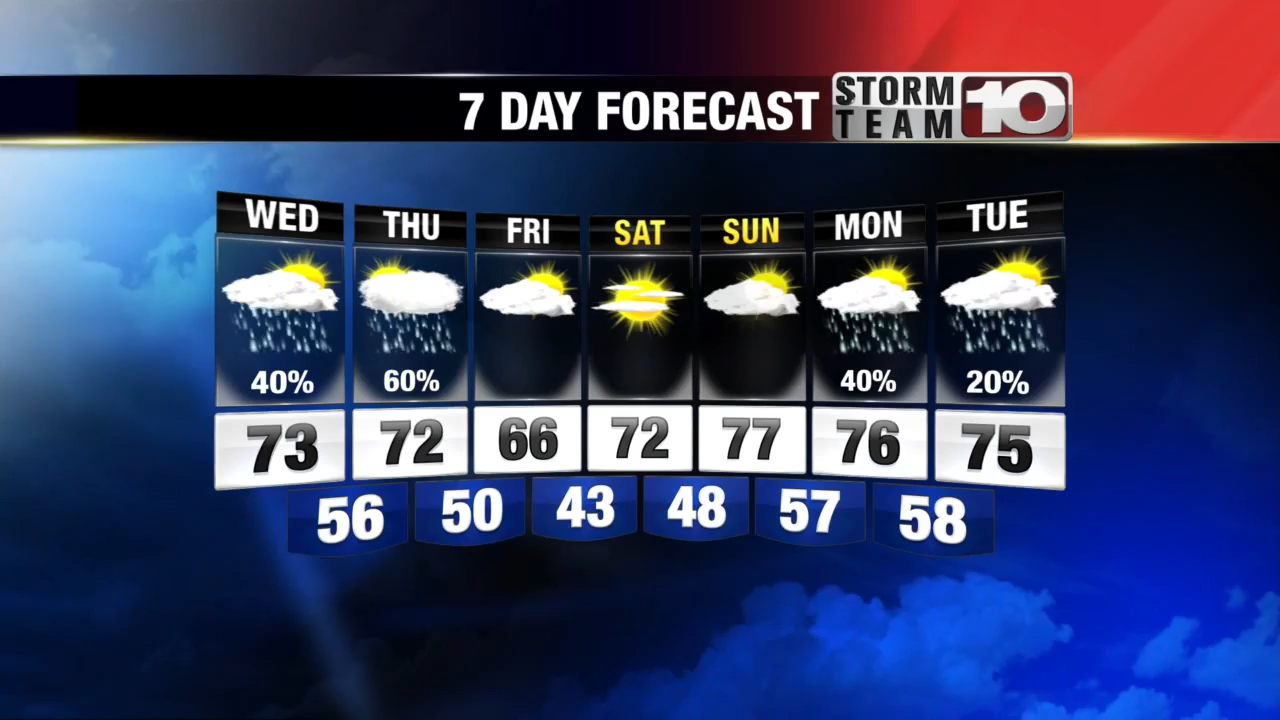 7 DAY FORECAST
STORM TEAM 10
WED THU FRI SAT SUN MON TUE
40% 60% 40% 20%
73 72 66 72 77 76 75
56 50 43 48 57 58